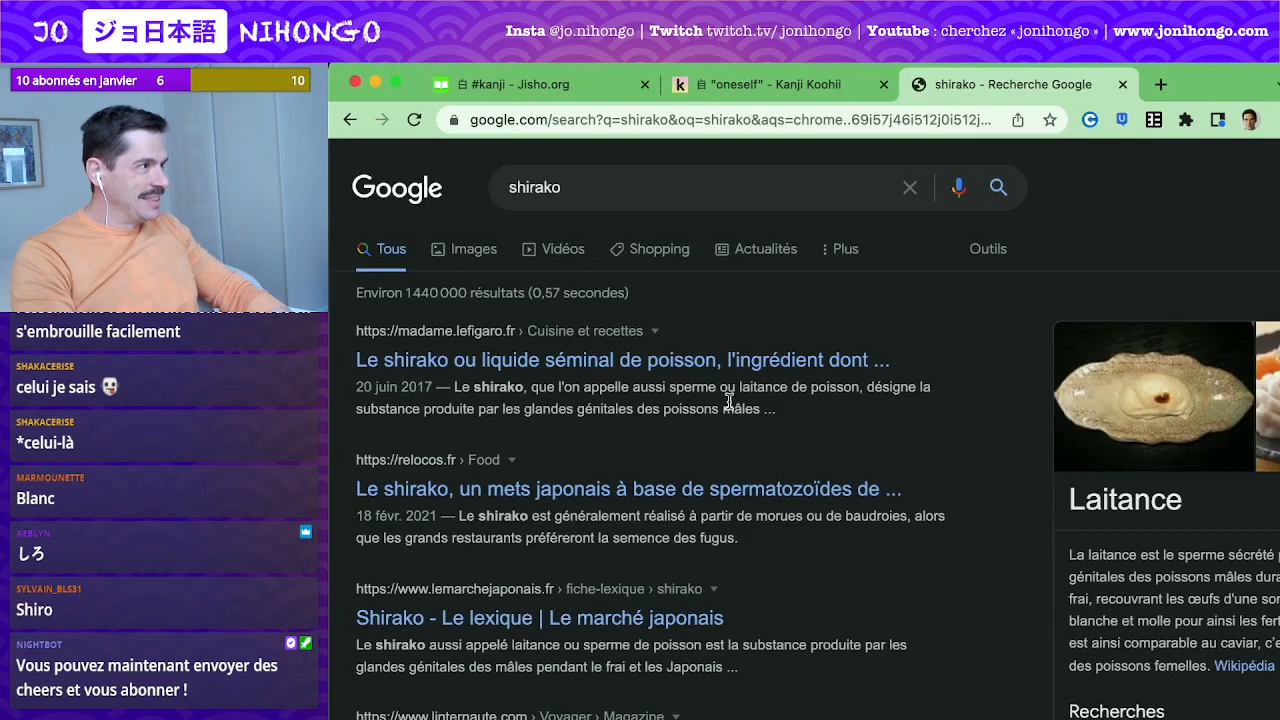 JO ジョ日本語 NIHONGO
Insta @jo.nihongo | Twitch twitch.tv/ jonihongo | Youtube : cherchez « jonihongo » | www.jonihongo.com
10 abonnés en janvier 6 10
白 #kanji - Jisho.org
自 "oneself" - Kanji Koohii
shirako - Recherche Google
google.com/search?q=shirako&oq=shirako&aqs=chrome..69i57j46i512j0i512j...
Google
shirako
Tous
Images
Vidéos
Shopping
Actualités
Plus
Outils
Environ 1 440 000 résultats (0,57 secondes)
https://madame.lefigaro.fr › Cuisine et recettes
Le shirako ou liquide séminal de poisson, l'ingrédient dont ...
20 juin 2017 — Le shirako, que l'on appelle aussi sperme ou laitance de poisson, désigne la
substance produite par les glandes génitales des poissons mâles ...
https://relocos.fr › Food
Le shirako, un mets japonais à base de spermatozoïdes de ...
18 févr. 2021 — Le shirako est généralement réalisé à partir de morues ou de baudroies, alors
que les grands restaurants préféreront la semence des fugus.
https://www.lemarchejaponais.fr › fiche-lexique › shirako
Shirako - Le lexique | Le marché japonais
Le shirako aussi appelé laitance ou sperme de poisson est la substance produite par les
glandes génitales des mâles pendant le frai et les Japonais ...
https://www.linternaute.com › Voyager › Magazine
Laitance
La laitance est le sperme sécrété p
génitales des poissons mâles dura
frai, recouvrant les œufs d'une sor
blanche et molle pour ainsi les fert
est ainsi comparable au caviar, c'e
des poissons femelles. Wikipédia
Recherches
s'embrouille facilement
SHAKACERISE
celui je sais
SHAKACERISE
*celui-là
MARMOUNETTE
Blanc
AEBLYN
しろ
SYLVAIN_BLS31
Shiro
NIGHTBOT
Vous pouvez maintenant envoyer des
cheers et vous abonner !